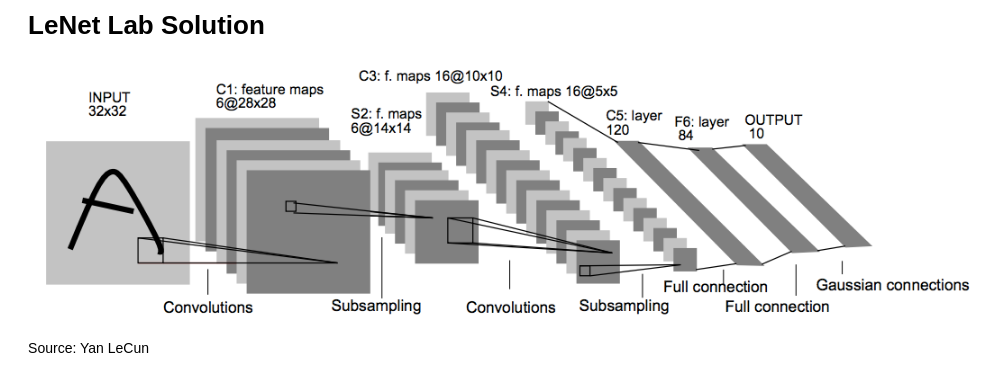 LeNet Lab Solution
INPUT
32x32
C1: feature maps
6@28x28
S2: f. maps
6@14x14
C3: f. maps 16@10x10
S4: f. maps 16@5x5
C5: layer
120
F6: layer
84
OUTPUT
10
Convolutions
Subsampling
Convolutions
Subsampling
Full connection
Full connection
Gaussian connections
Source: Yan LeCun